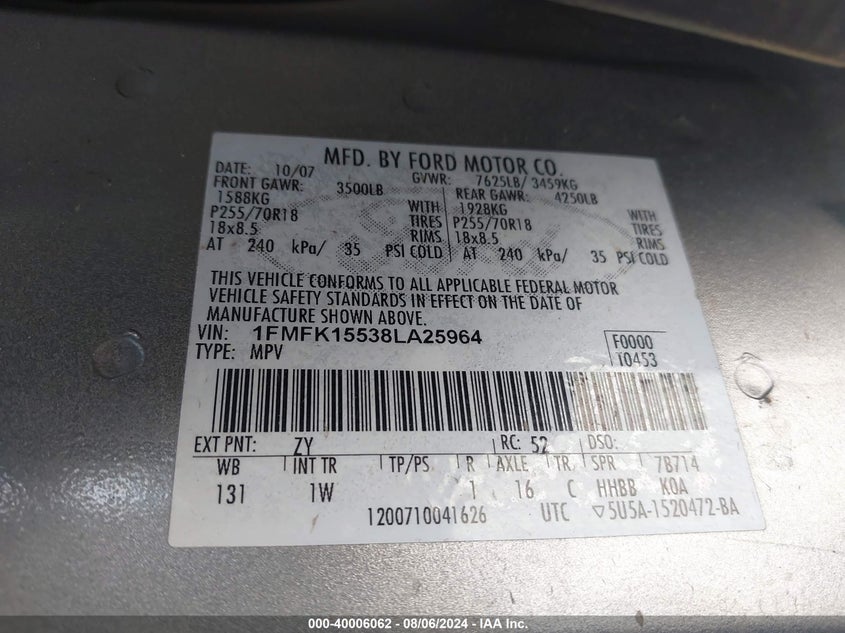 MFD. BY FORD MOTOR CO.
DATE: 10/07 GVWR: 7625LB/ 3459KG
FRONT GAWR: 3500LB REAR GAWR: 4250LB
1588KG WITH 1928KG WITH
P255/70R18 TIRES P255/70R18 TIRES
18x8.5 RIMS 18x8.5 RIMS
AT 240 kPa/ 35 PSI COLD AT 240 kPa/ 35 PSI COLD
THIS VEHICLE CONFORMS TO ALL APPLICABLE FEDERAL MOTOR
VEHICLE SAFETY STANDARDS IN EFFECT ON THE DATE OF
MANUFACTURE SHOWN ABOVE.
VIN: 1FMFK15538LA25964 F0000
TYPE: MPV T0453
EXT PNT: ZY RC: 52 DSO:
WB INT TR TP/PS R AXLE TR SPR 7B714
131 1W 1 16 C HHBB KOA
1200710041626 UTC 5U5A-1520472-BA
000-40006062 - 08/06/2024 - IAA Inc.